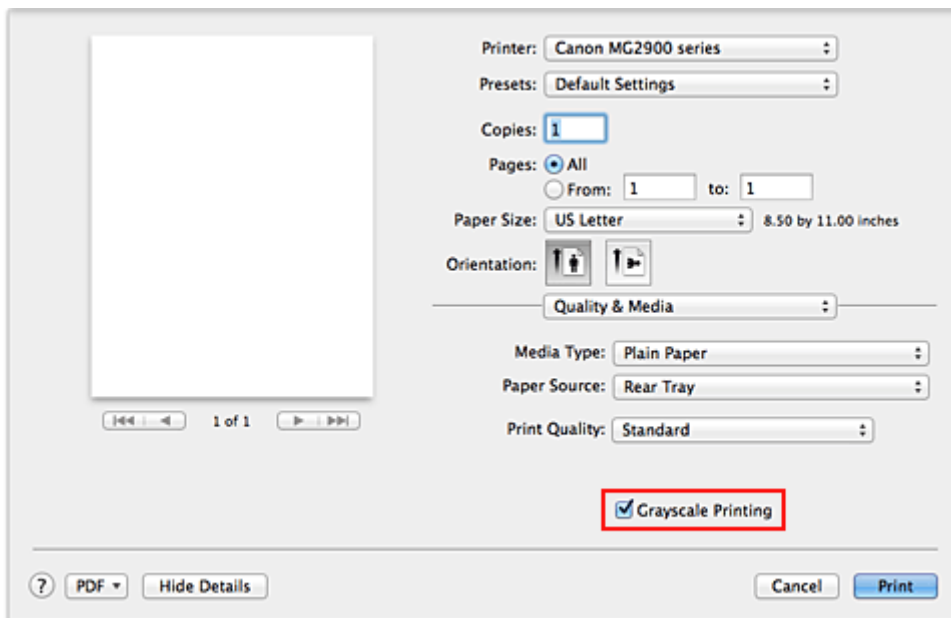 Printer: Canon MG2900 series
Presets: Default Settings
Copies: 1
Pages: All
From: 1 to: 1
Paper Size: US Letter 8.50 by 11.00 inches
Orientation:
Quality & Media
Media Type: Plain Paper
Paper Source: Rear Tray
1 of 1
Print Quality: Standard
Grayscale Printing
? PDF Hide Details Cancel Print